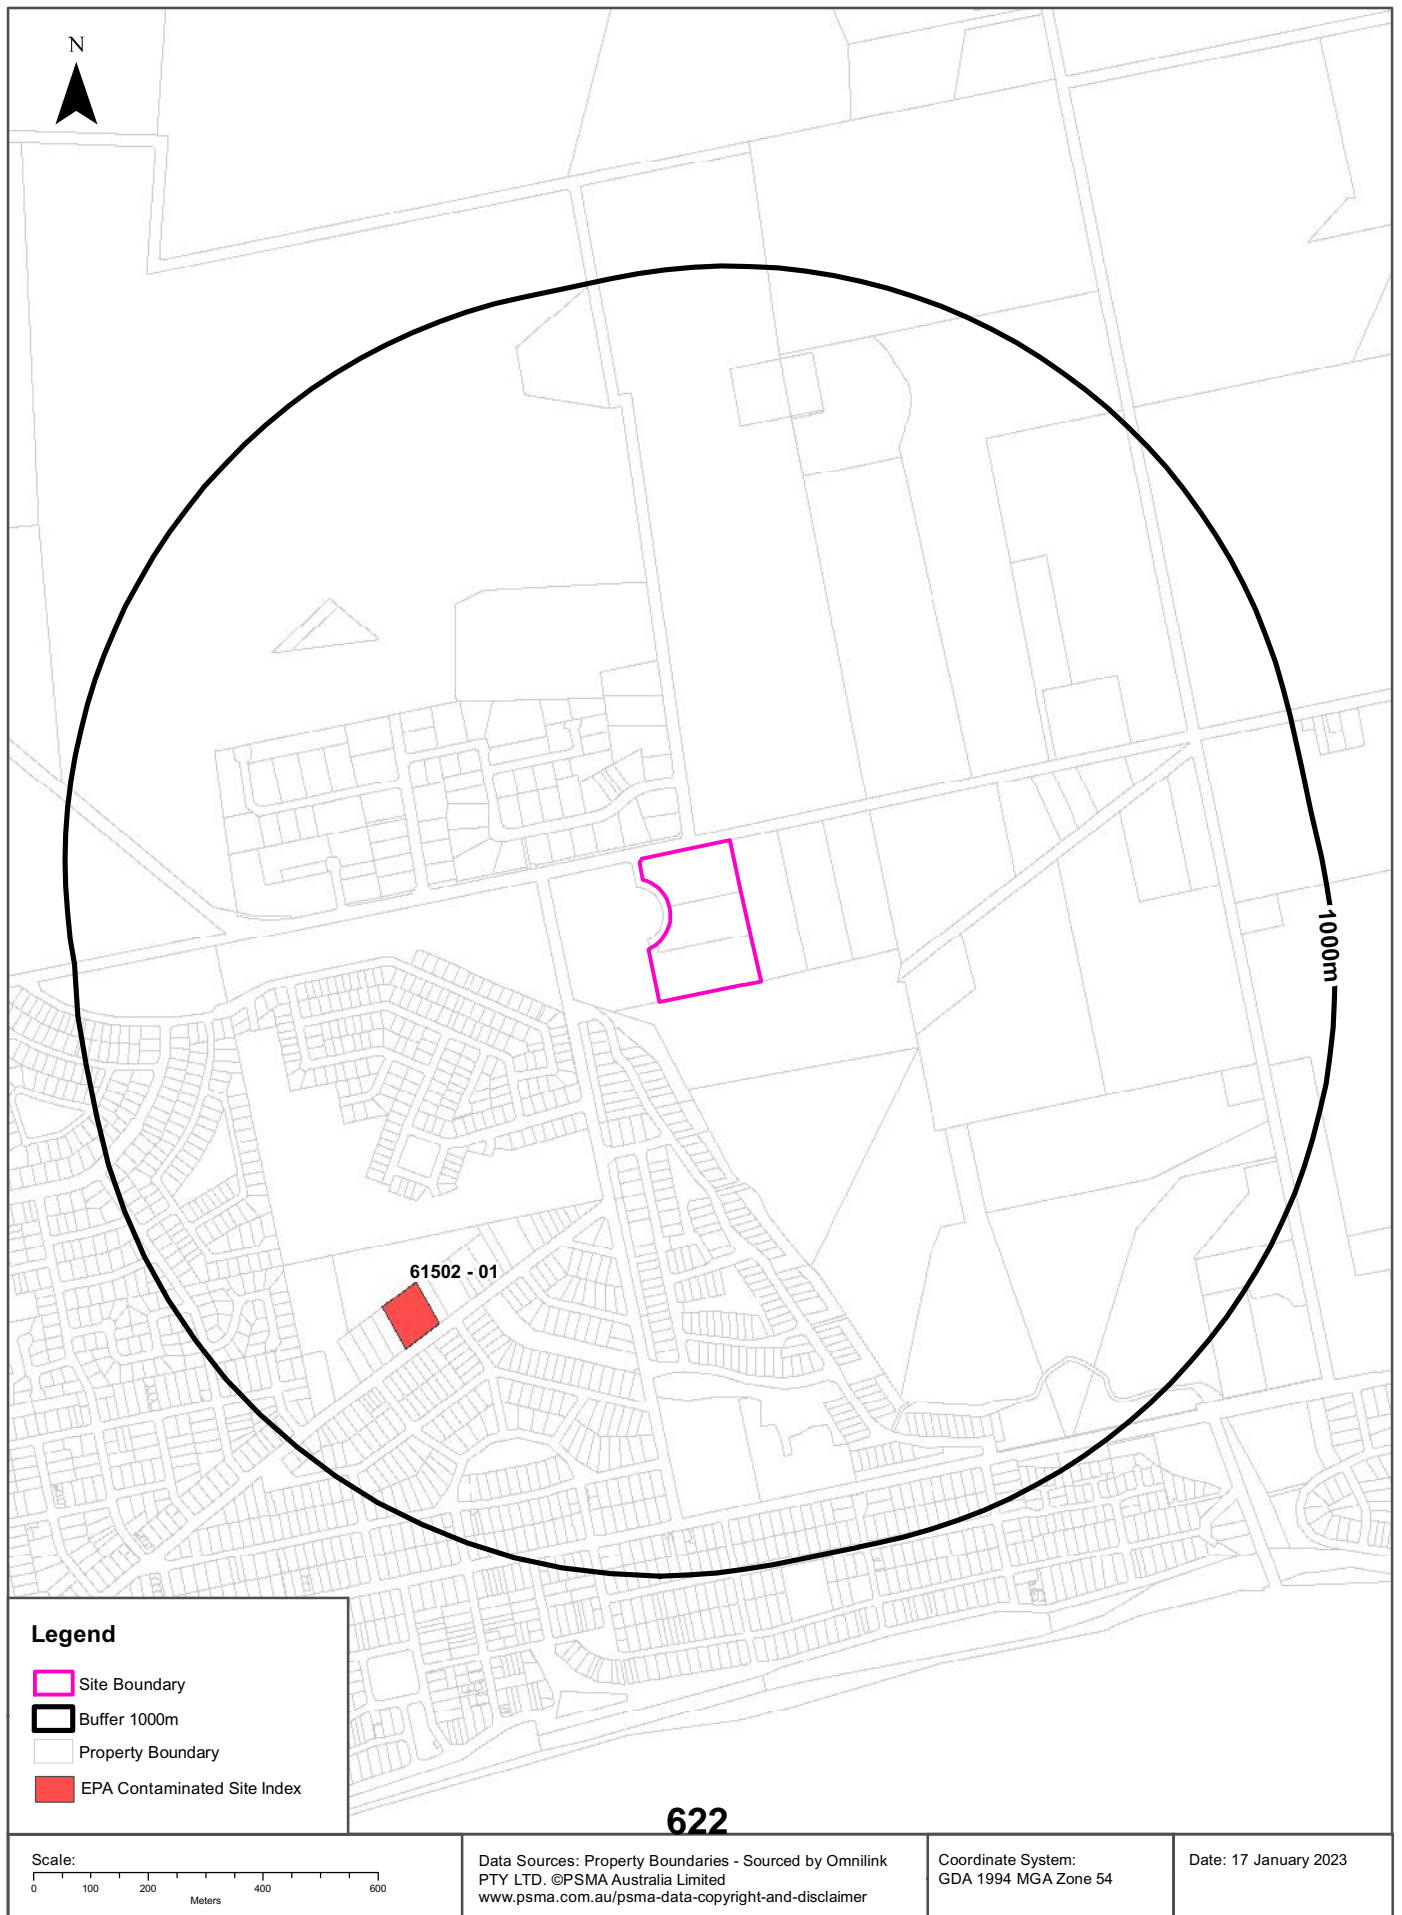 N
1000m
61502 - 01
Legend
Site Boundary
Buffer 1000m
Property Boundary
EPA Contaminated Site Index
622
Scale:
0 100 200 400 600
Meters
Data Sources: Property Boundaries - Sourced by Omnilink
PTY LTD. ©PSMA Australia Limited
www.psma.com.au/psma-data-copyright-and-disclaimer
Coordinate System:
GDA 1994 MGA Zone 54
Date: 17 January 2023